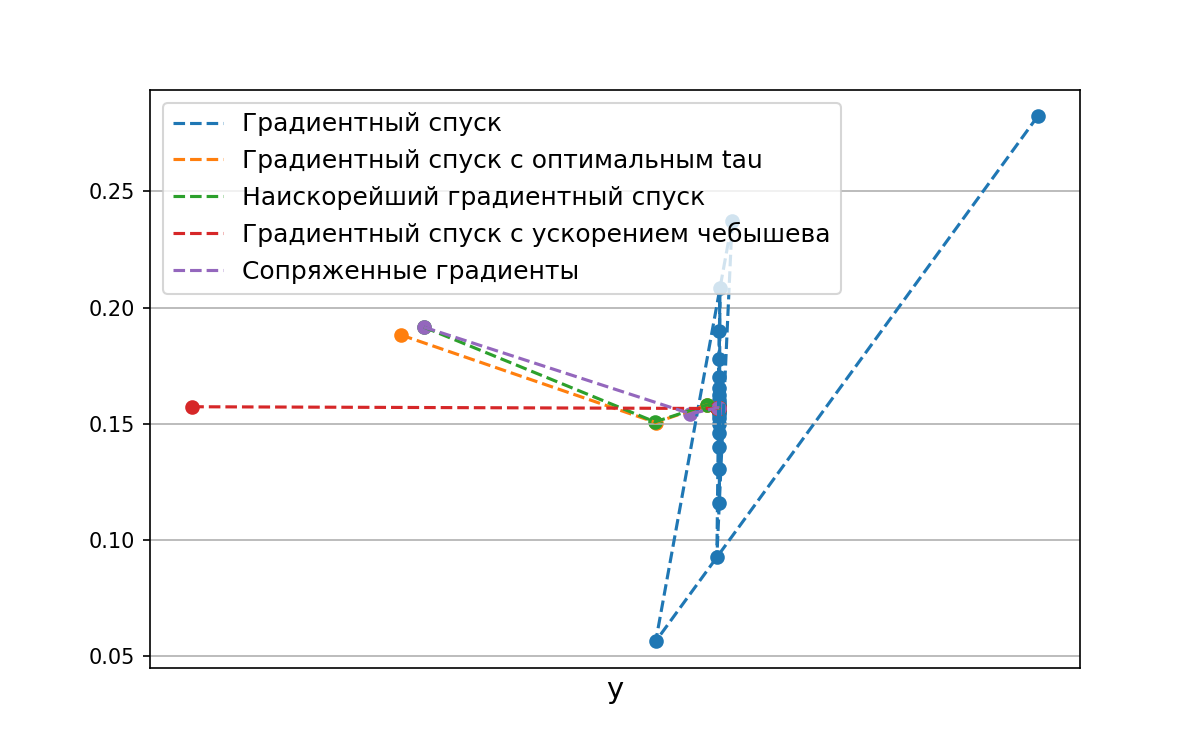 Градиентный спуск
Градиентный спуск с оптимальным tau
0.25
Наискорейший градиентный спуск
Градиентный спуск с ускорением чебышева
Сопряженные градиенты
0.20
0.15
0.10
0.05
y